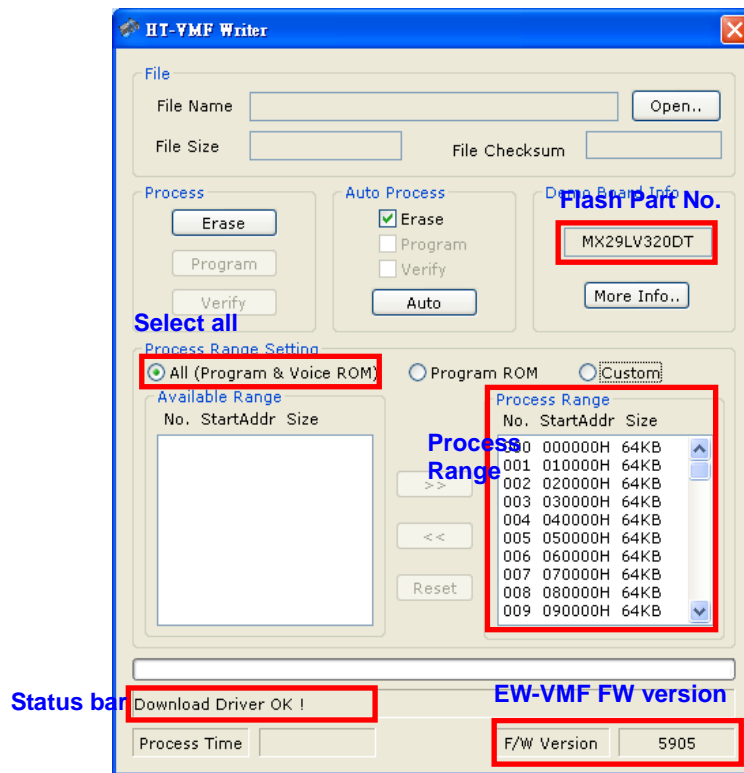 HT-VMF Writer
File
File Name
Open..
File Size
File Checksum
Process
Auto Process
Demo Board Info
Flash Part No.
Erase
Erase
Program
Program
MX29LV320DT
Verify
Verify
Auto
More Info..
Select all
Process Range Setting
All (Program & Voice ROM)
Program ROM
Custom
Available Range
No. StartAddr Size
Process Range
No. StartAddr Size
Process
Range
000 000000H 64KB
001 010000H 64KB
002 020000H 64KB
003 030000H 64KB
004 040000H 64KB
005 050000H 64KB
006 060000H 64KB
007 070000H 64KB
008 080000H 64KB
009 090000H 64KB
>>
<<
Reset
Status bar
Download Driver OK !
EW-VMF FW version
Process Time
F/W Version
5905